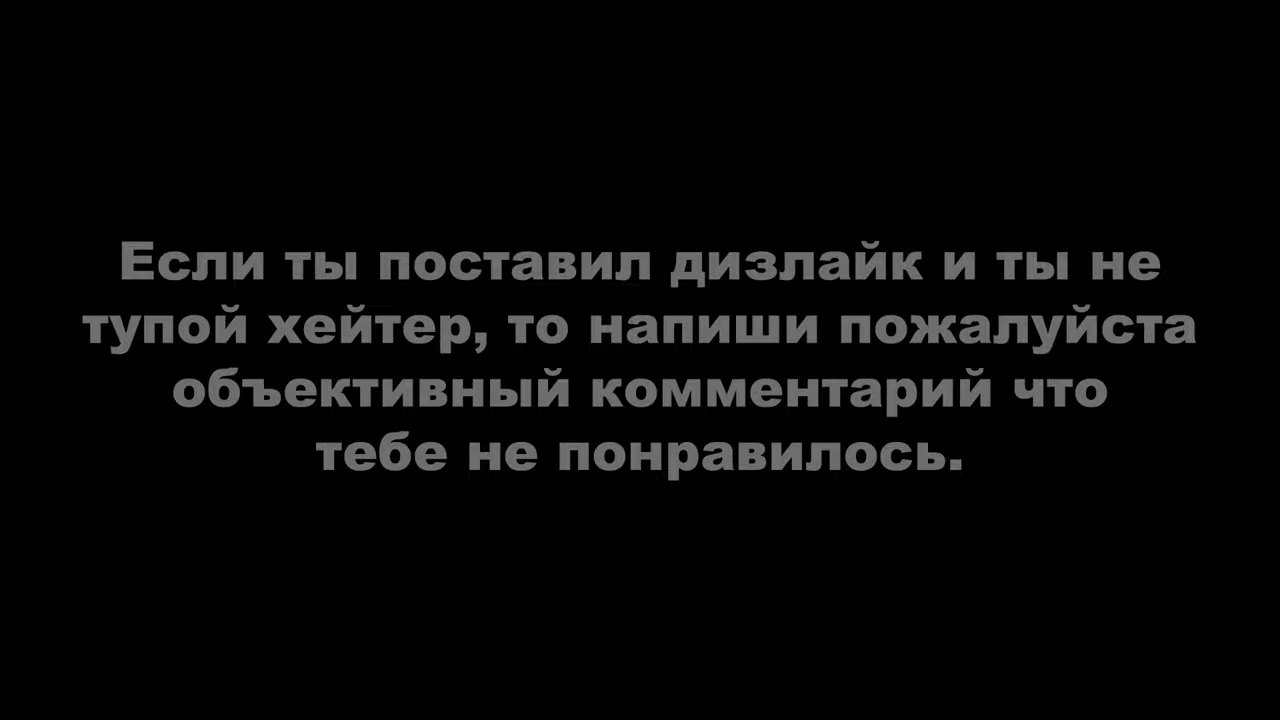 Если ты поставил дизлайк и ты не
тупой хейтер, то напиши пожалуйста
объективный комментарий что
тебе не понравилось.